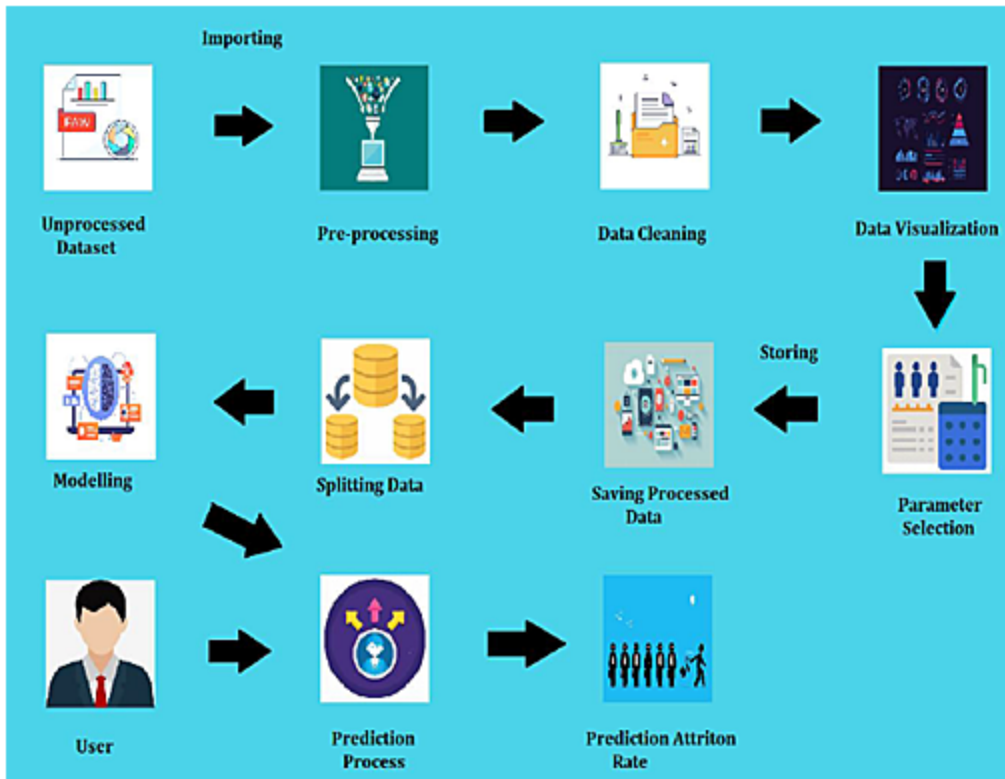 Importing
RAW
Unprocessed
Dataset
Pre-processing
Data Cleaning
Data Visualization
Storing
Modelling
Splitting Data
Saving Processed
Data
Parameter
Selection
User
Prediction
Process
Prediction Attriton
Rate